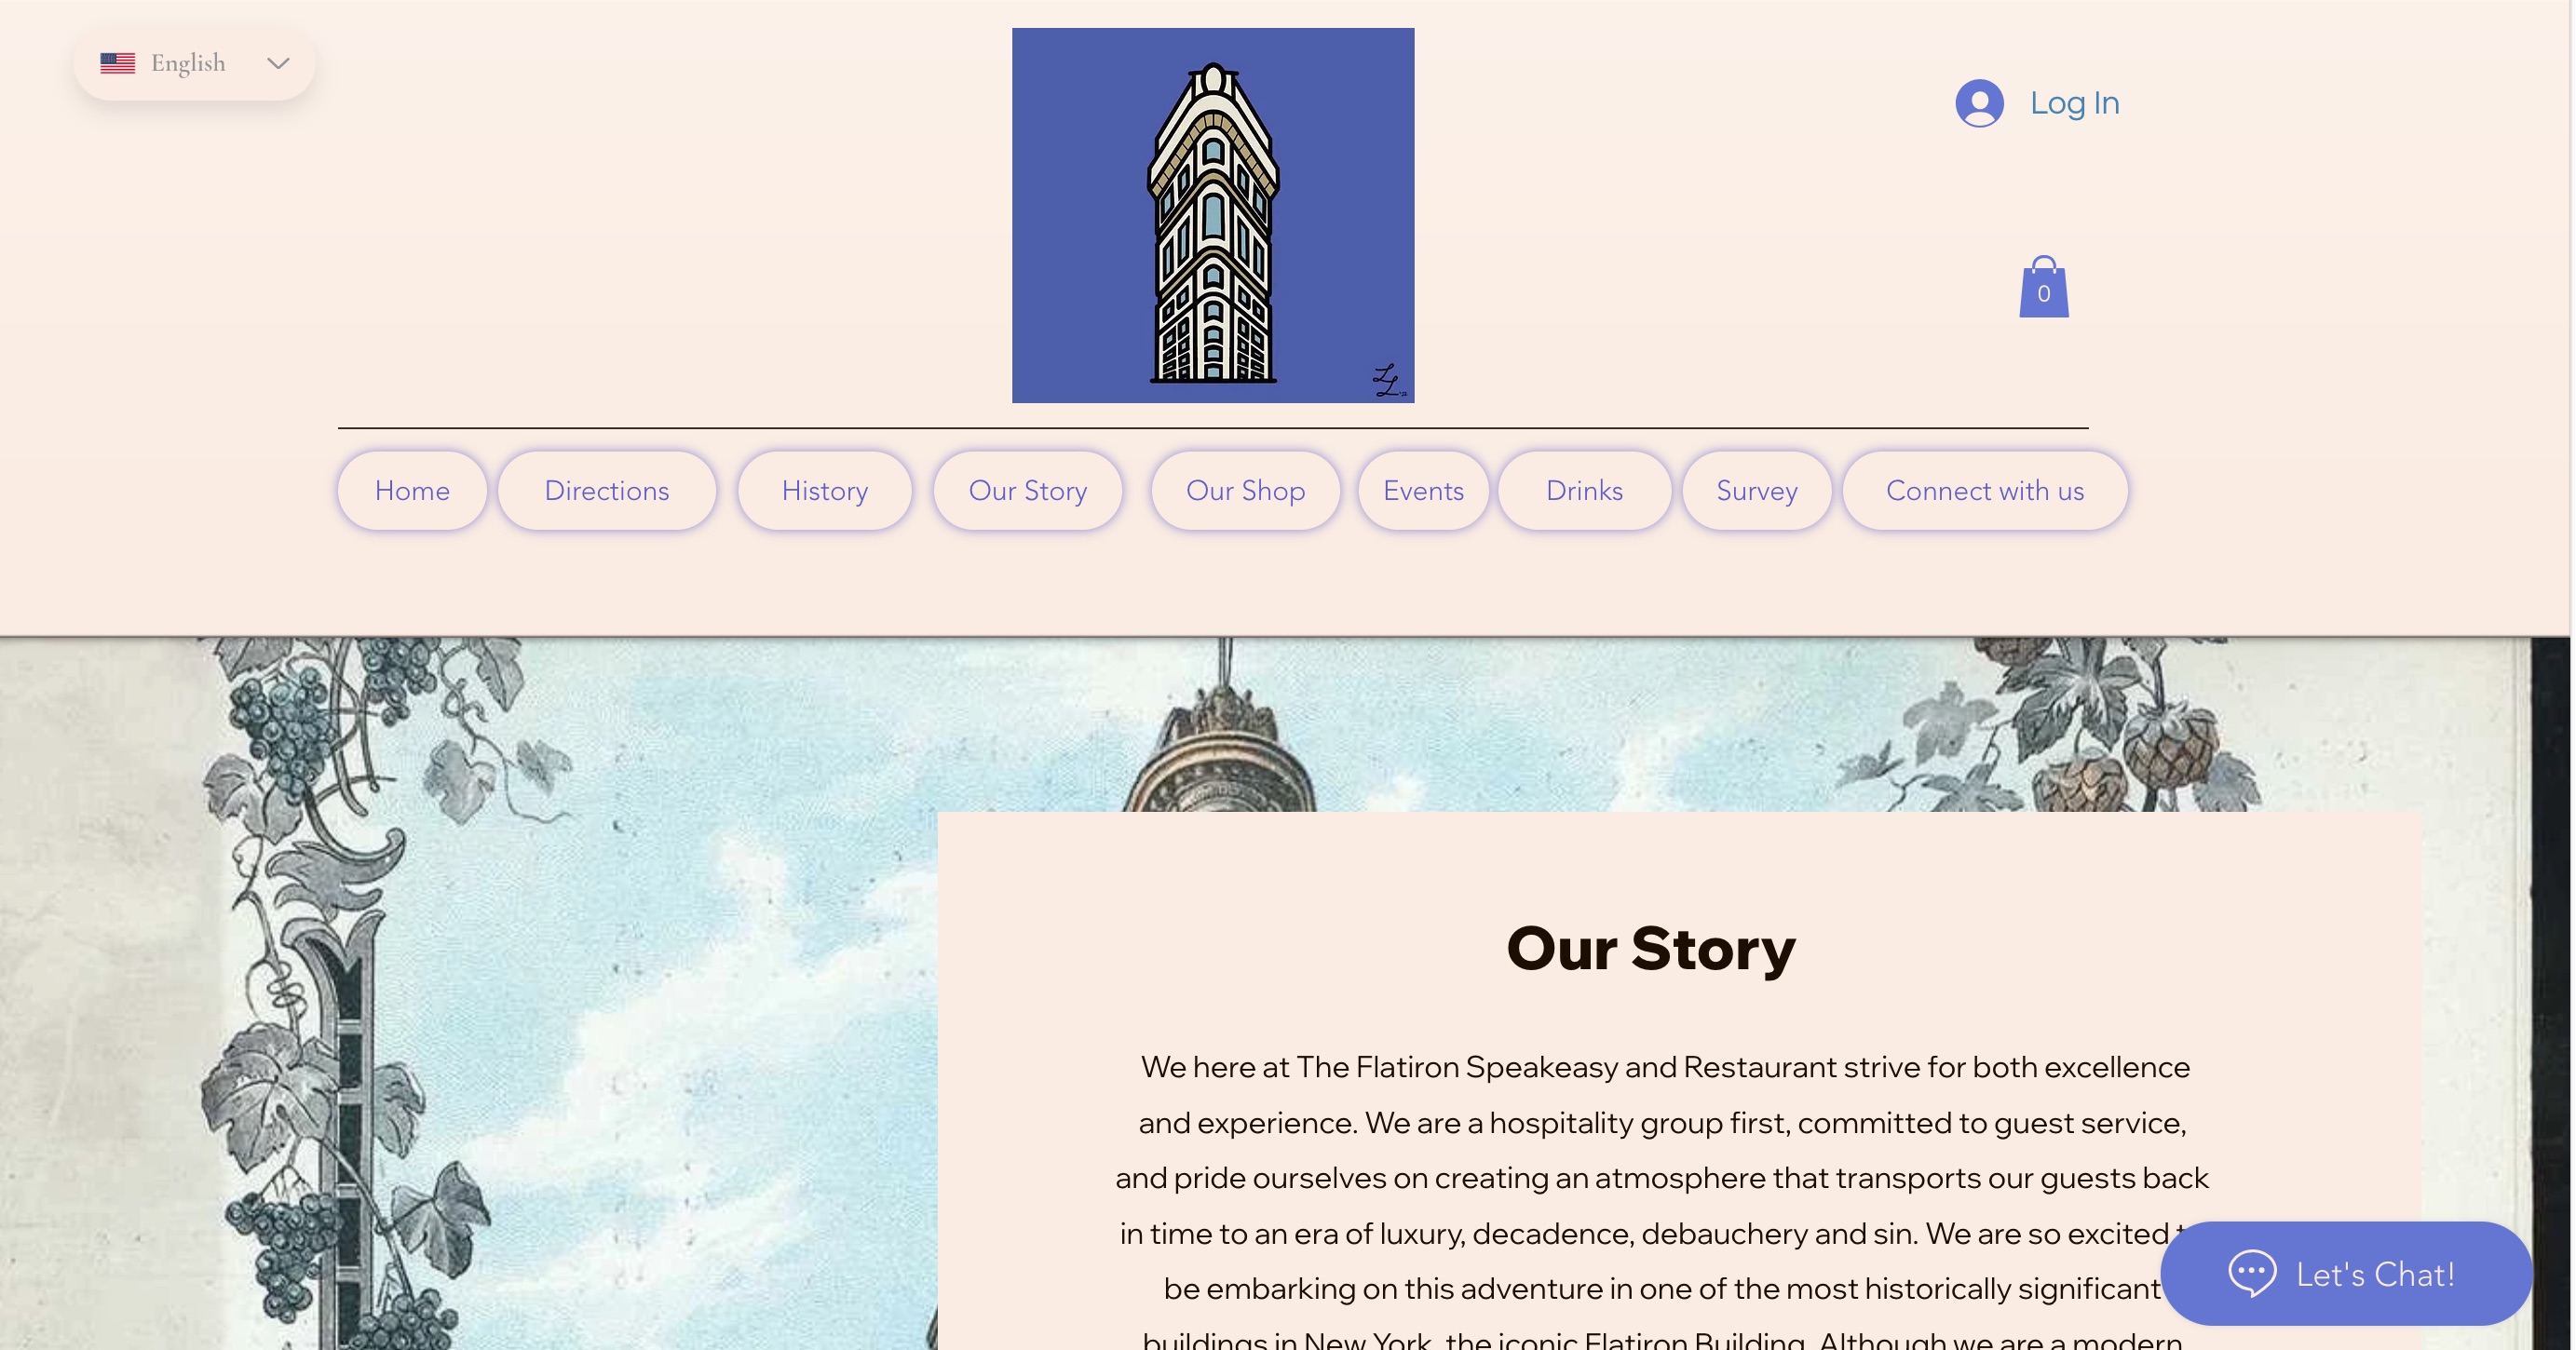 English
Log In
0
Home
Directions
History
Our Story
Our Shop
Events
Drinks
Survey
Connect with us
Our Story
We here at The Flatiron Speakeasy and Restaurant strive for both excellence
and experience. We are a hospitality group first, committed to guest service,
and pride ourselves on creating an atmosphere that transports our guests back
in time to an era of luxury, decadence, debauchery and sin. We are so excited
be embarking on this adventure in one of the most historically significant
buildings in New York, the iconic Flatiron Building. Although we are a modern
Let's Chat!